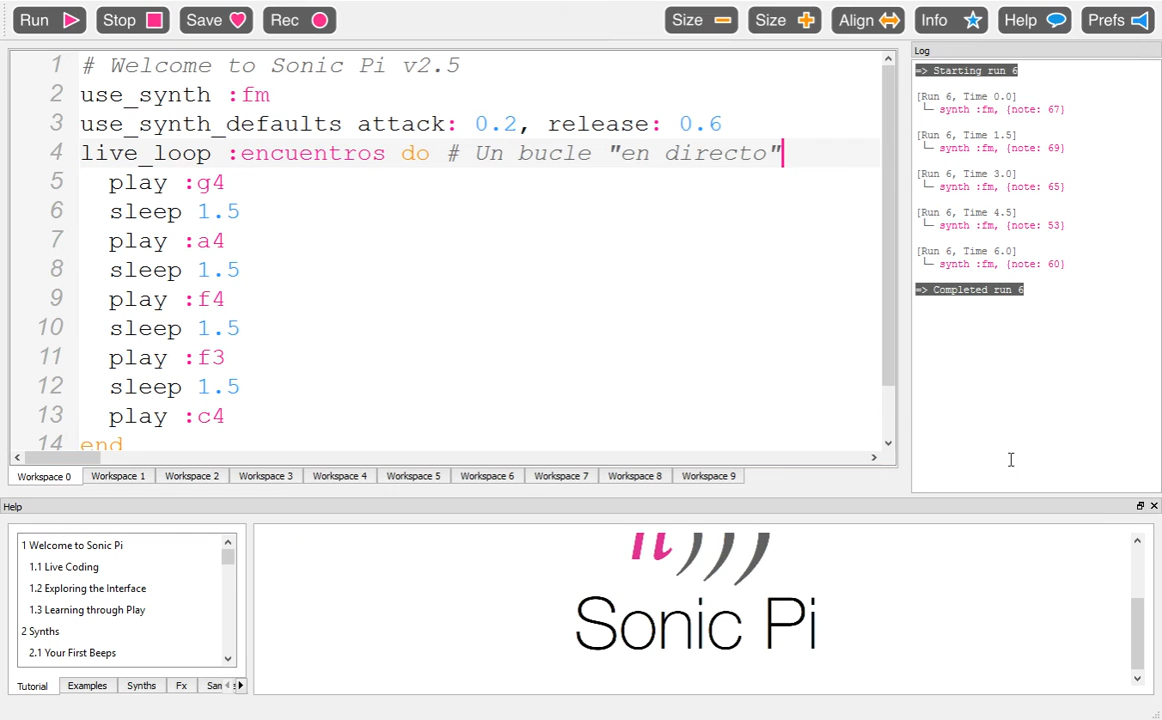 Run Stop Save Rec Size Size Align Info Help Prefs
1 # Welcome to Sonic Pi v2.5
2 use_synth :fm
3 use_synth_defaults attack: 0.2, release: 0.6
4 live_loop :encuentros do # Un bucle "en directo"
5 play :g4
6 sleep 1.5
7 play :a4
8 sleep 1.5
9 play :f4
10 sleep 1.5
11 play :f3
12 sleep 1.5
13 play :c4
14 end
Workspace 0 Workspace 1 Workspace 2 Workspace 3 Workspace 4 Workspace 5 Workspace 6 Workspace 7 Workspace 8 Workspace 9
Log
=> Starting run 6
[Run 6, Time 0.0]
└─ synth :fm, {note: 67}
[Run 6, Time 1.5]
└─ synth :fm, {note: 69}
[Run 6, Time 3.0]
└─ synth :fm, {note: 65}
[Run 6, Time 4.5]
└─ synth :fm, {note: 53}
[Run 6, Time 6.0]
└─ synth :fm, {note: 60}
=> Completed run 6
Help
1 Welcome to Sonic Pi
1.1 Live Coding
1.2 Exploring the Interface
1.3 Learning through Play
2 Synths
2.1 Your First Beeps
Tutorial Examples Synths Fx
Sonic Pi